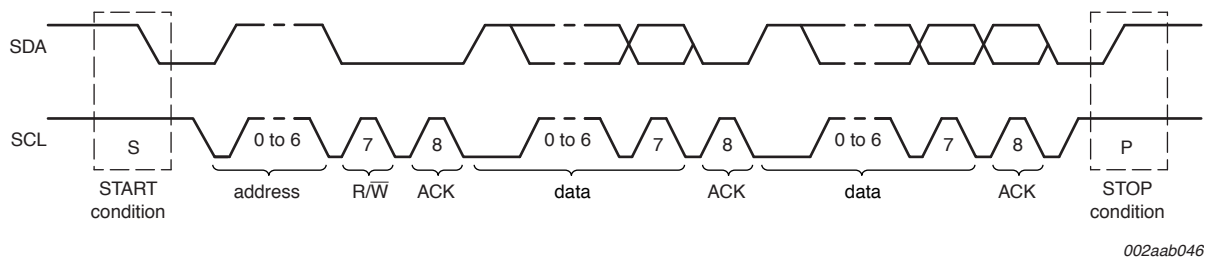 SDA
SCL
S
0 to 6
7
8
0 to 6
7
8
0 to 6
7
8
P
START
condition
address
R/W̅
ACK
data
ACK
data
ACK
STOP
condition
002aab046